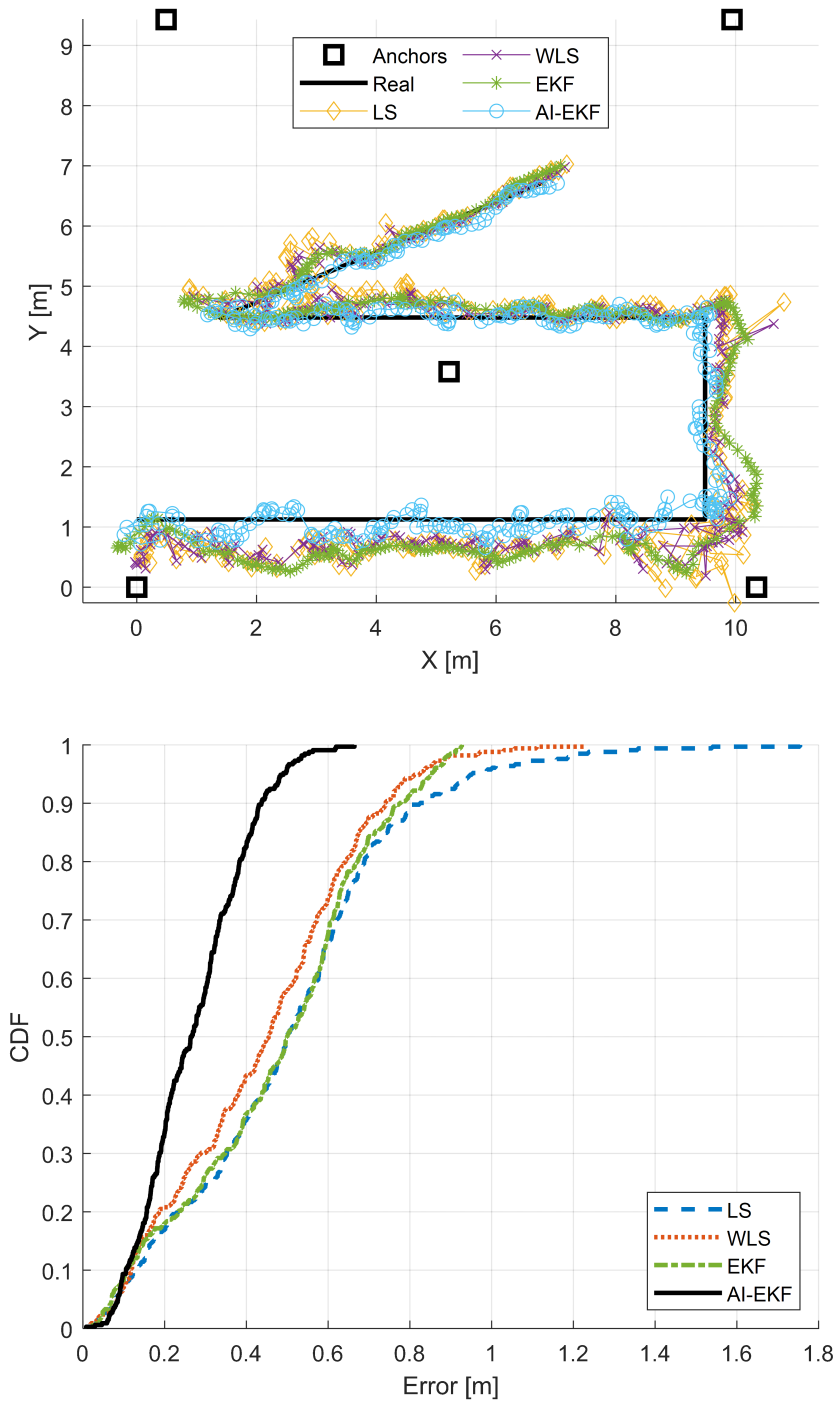 9
8
7
6
5
4
3
2
1
0
Y [m]
Anchors
Real
LS
WLS
EKF
AI-EKF
0 2 4 6 8 10
X [m]
1
0.9
0.8
0.7
0.6
0.5
0.4
0.3
0.2
0.1
0
CDF
LS
WLS
EKF
AI-EKF
0 0.2 0.4 0.6 0.8 1 1.2 1.4 1.6 1.8
Error [m]